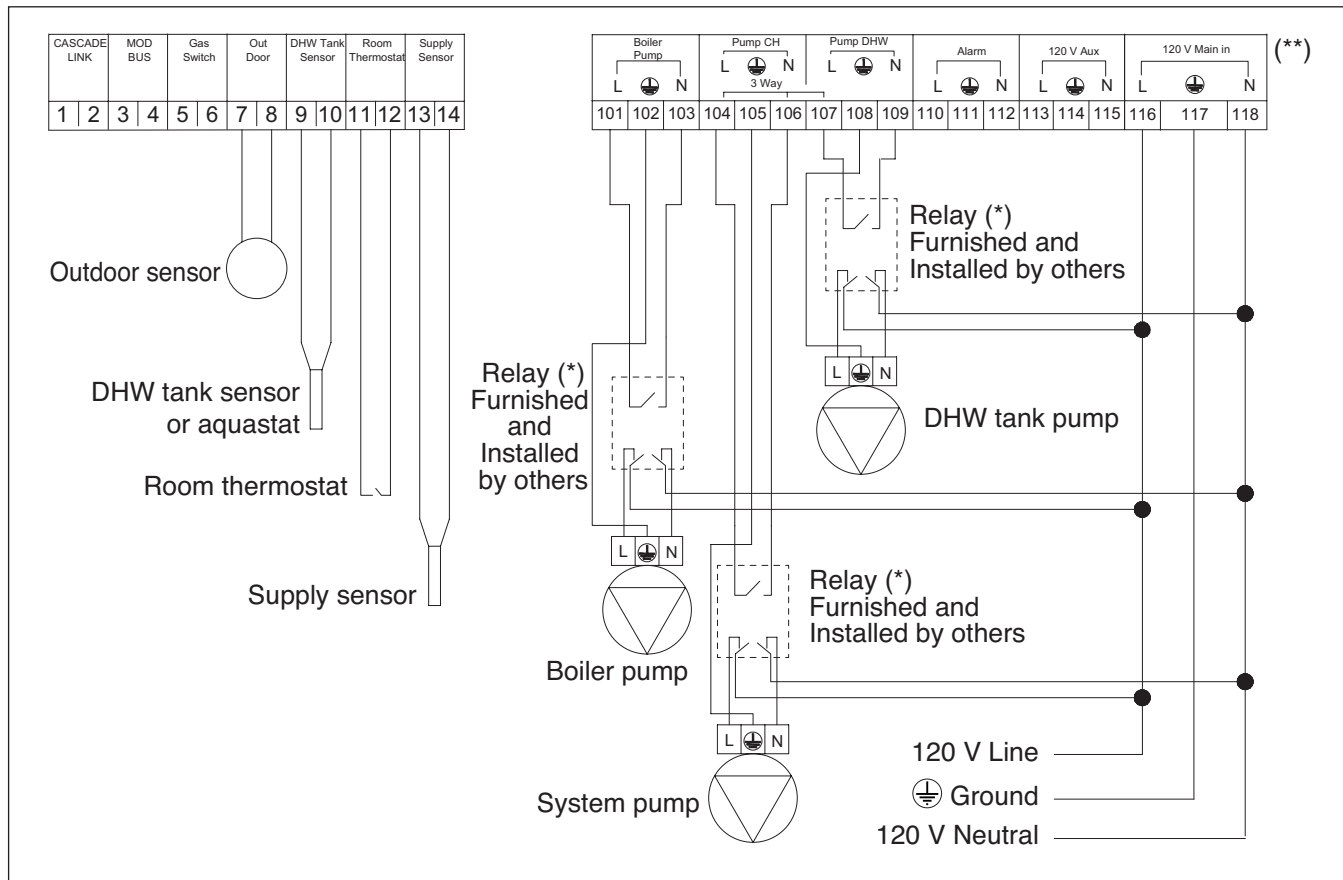 CASCADE LINK
MOD BUS
Gas Switch
Out Door
DHW Tank Sensor
Room Thermostat
Supply Sensor
1 2 3 4 5 6 7 8 9 10 11 12 13 14
Boiler Pump
L N
Pump CH
L N
3 Way
Pump DHW
L N
Alarm
L N
120 V Aux
L N
120 V Main in
L N
(**)
101 102 103 104 105 106 107 108 109 110 111 112 113 114 115 116 117 118
Outdoor sensor
DHW tank sensor
or aquastat
Room thermostat
Supply sensor
Relay (*)
Furnished and
Installed by others
L N
DHW tank pump
Relay (*)
Furnished
and
Installed
by others
L N
Boiler pump
Relay (*)
Furnished and
Installed by others
L N
System pump
120 V Line
Ground
120 V Neutral